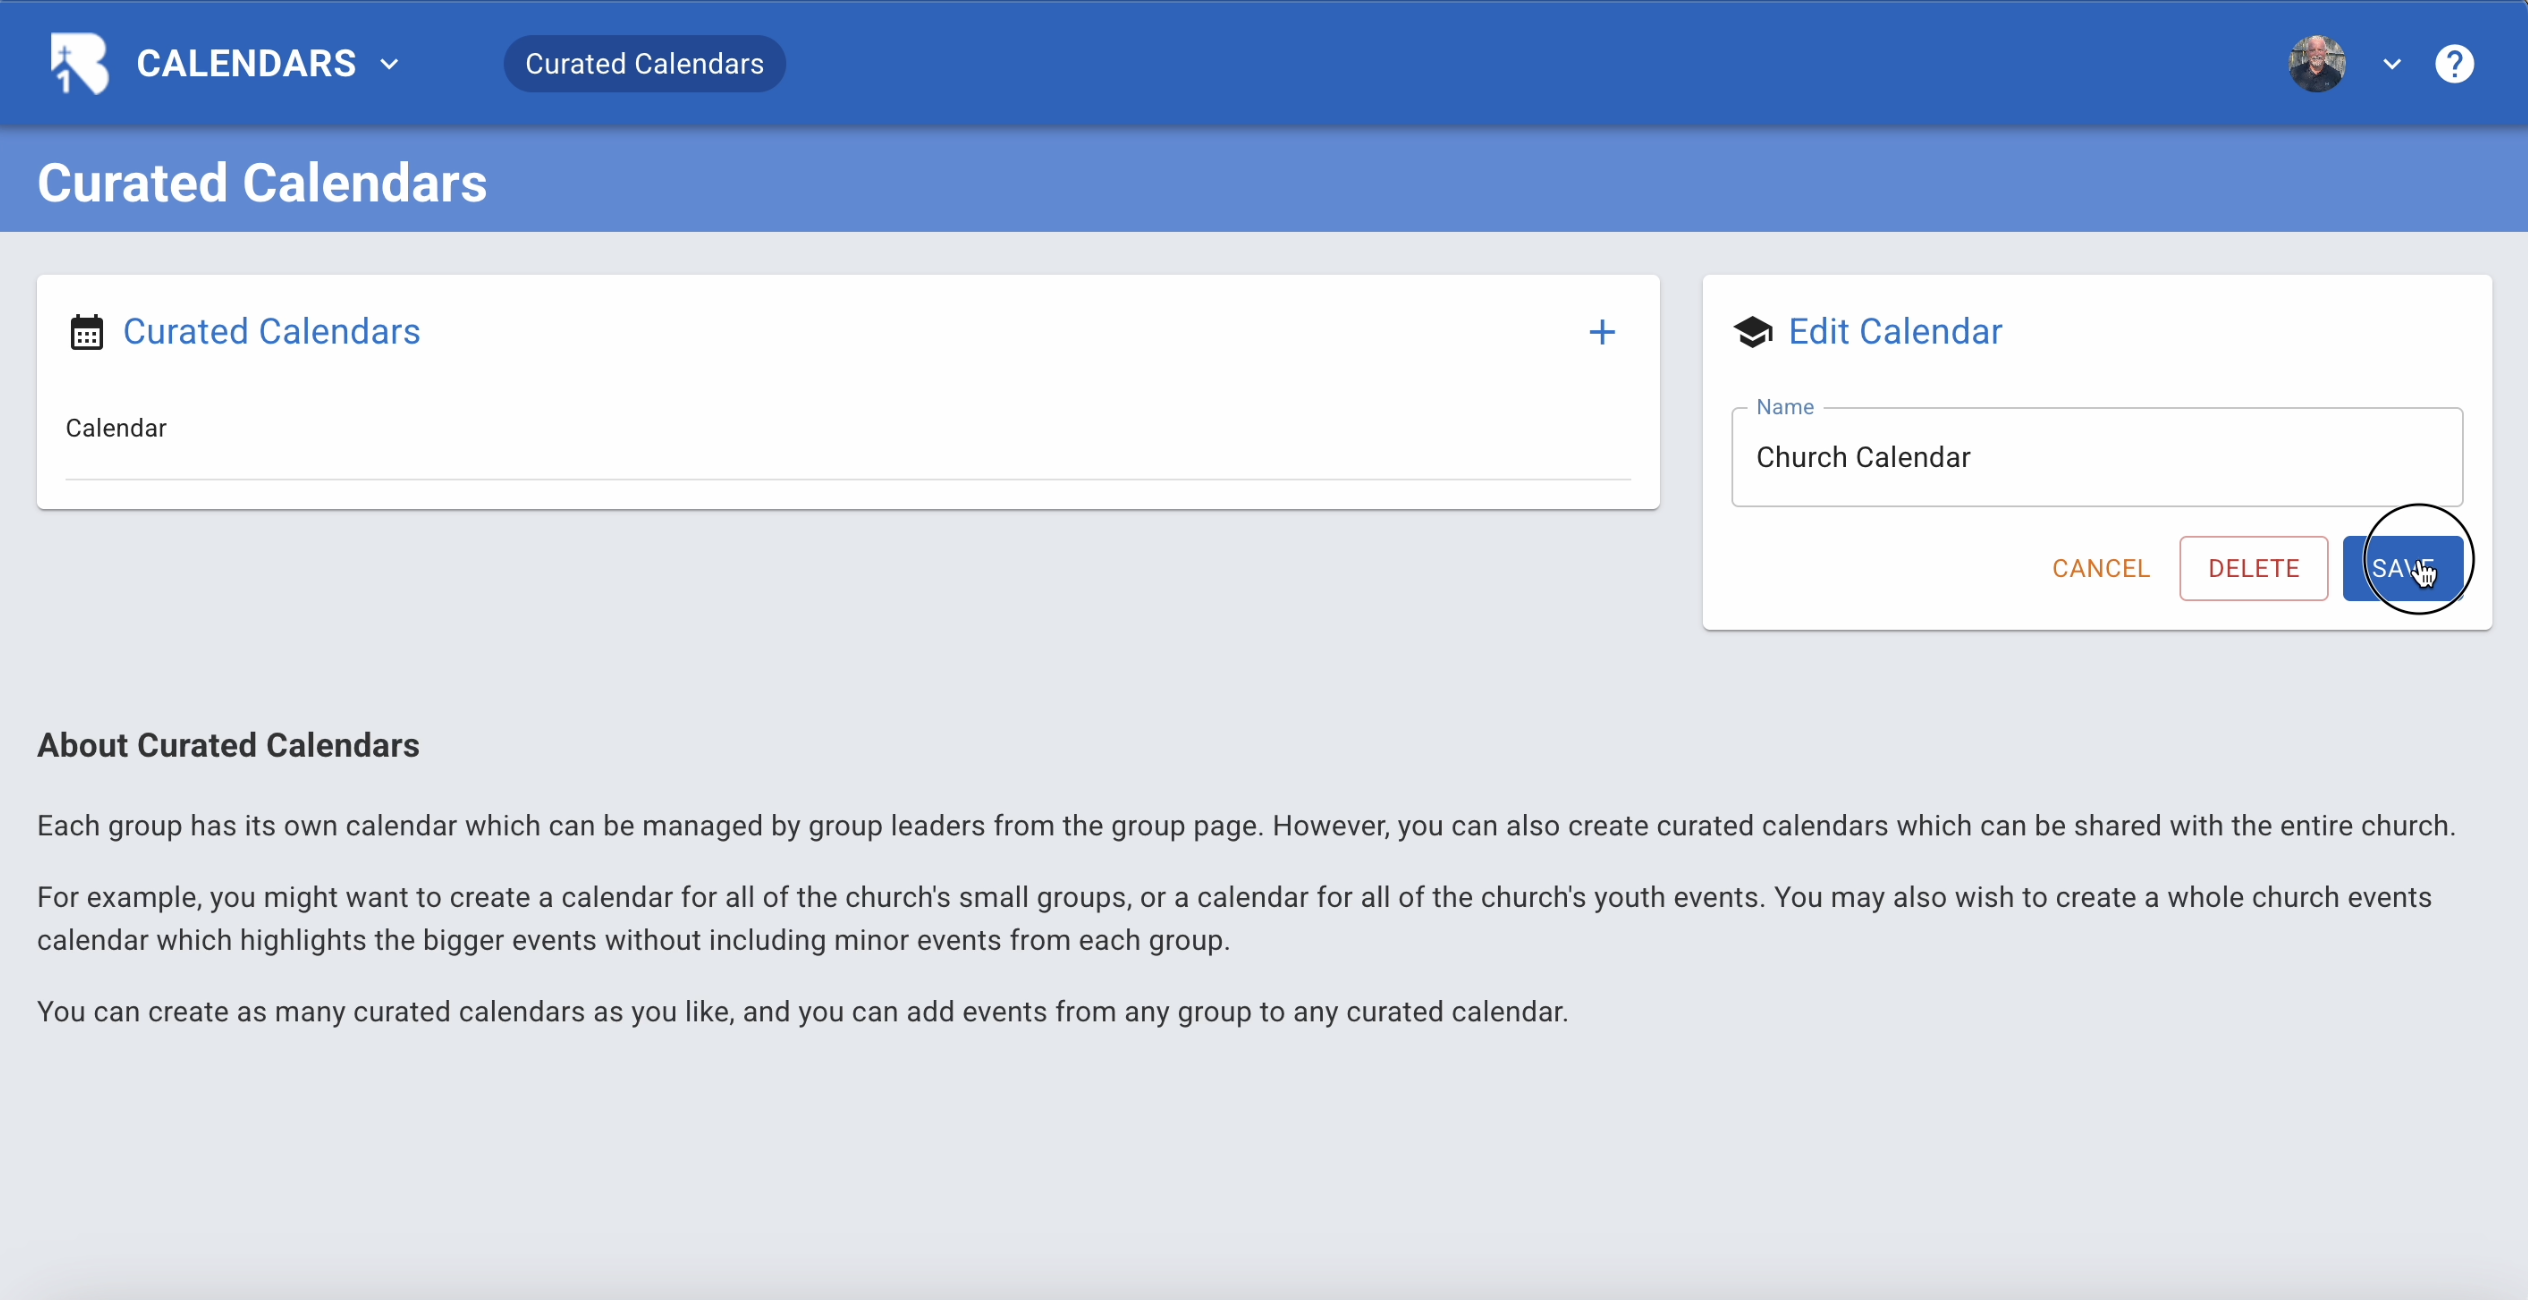 CALENDARS
Curated Calendars
?
Curated Calendars
Curated Calendars
+
Calendar
Edit Calendar
Name
Church Calendar
CANCEL
DELETE
SAVE
About Curated Calendars
Each group has its own calendar which can be managed by group leaders from the group page. However, you can also create curated calendars which can be shared with the entire church.
For example, you might want to create a calendar for all of the church's small groups, or a calendar for all of the church's youth events. You may also wish to create a whole church events
calendar which highlights the bigger events without including minor events from each group.
You can create as many curated calendars as you like, and you can add events from any group to any curated calendar.